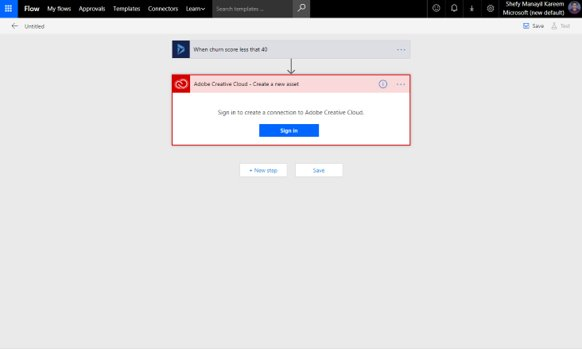 Flow My flows Approvals Templates Connectors Learn Search templates ...
Shefy Manayil Kareem
Microsoft (new default)
Untitled Save Test
When churn score less that 40
Adobe Creative Cloud - Create a new asset
Sign in to create a connection to Adobe Creative Cloud.
Sign in
+ New step Save